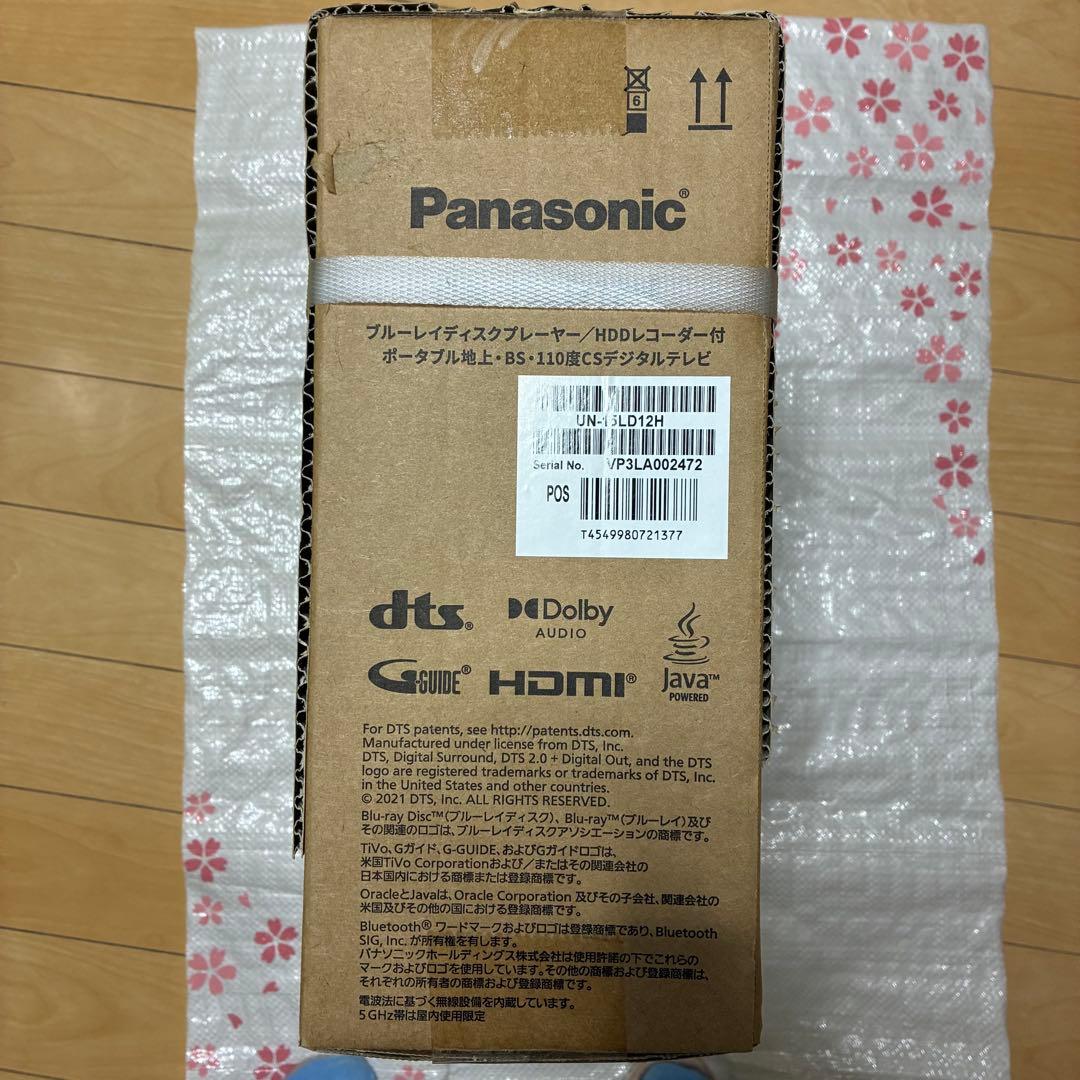 6
Panasonic®
ブルーレイディスクプレーヤー／HDDレコーダー付
ポータブル地上・BS・110度CSデジタルテレビ
UN-15LD12H
Serial No. VP3LA002472
POS
T4549980721377
dts®
Dolby
AUDIO
G-GUIDE®
HDMI®
Java™
POWERED
For DTS patents, see http://patents.dts.com.
Manufactured under license from DTS, Inc.
DTS, Digital Surround, DTS 2.0 + Digital Out, and the DTS
logo are registered trademarks or trademarks of DTS, Inc.
in the United States and other countries.
© 2021 DTS, Inc. ALL RIGHTS RESERVED.
Blu-ray Disc™（ブルーレイディスク）、Blu-ray™（ブルーレイ）及び
その関連のロゴは、ブルーレイディスクアソシエーションの商標です。
TiVo、Gガイド、G-GUIDE、およびGガイドロゴは、
米国TiVo Corporationおよび／またはその関連会社の
日本国内における商標または登録商標です。
OracleとJavaは、Oracle Corporation 及びその子会社、関連会社の
米国及びその他の国における登録商標です。
Bluetooth® ワードマークおよびロゴは登録商標であり、Bluetooth
SIG, Inc. が所有権を有します。
パナソニックホールディングス株式会社は使用許諾の下でこれらの
マークおよびロゴを使用しています。その他の商標および登録商標は、
それぞれの所有者の商標および登録商標です。
電波法に基づく無線設備を内蔵しています。
5GHz帯は屋内使用限定